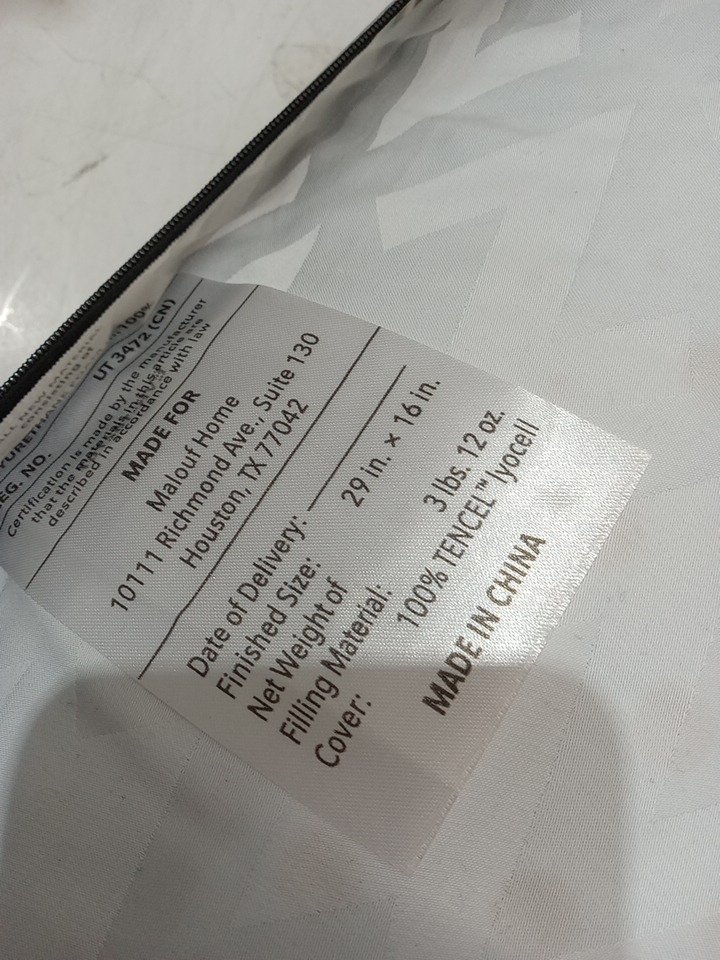 100%
UT 3472 (CN)
Certification is made by the manufacturer
that the materials in this article are
described in accordance with law
MADE FOR
Malouf Home
10111 Richmond Ave., Suite 130
Houston, TX 77042
Date of Delivery:
Finished Size: 29 in. × 16 in.
Net Weight of
Filling Material: 3 lbs. 12 oz.
Cover: 100% TENCEL™ lyocell
MADE IN CHINA